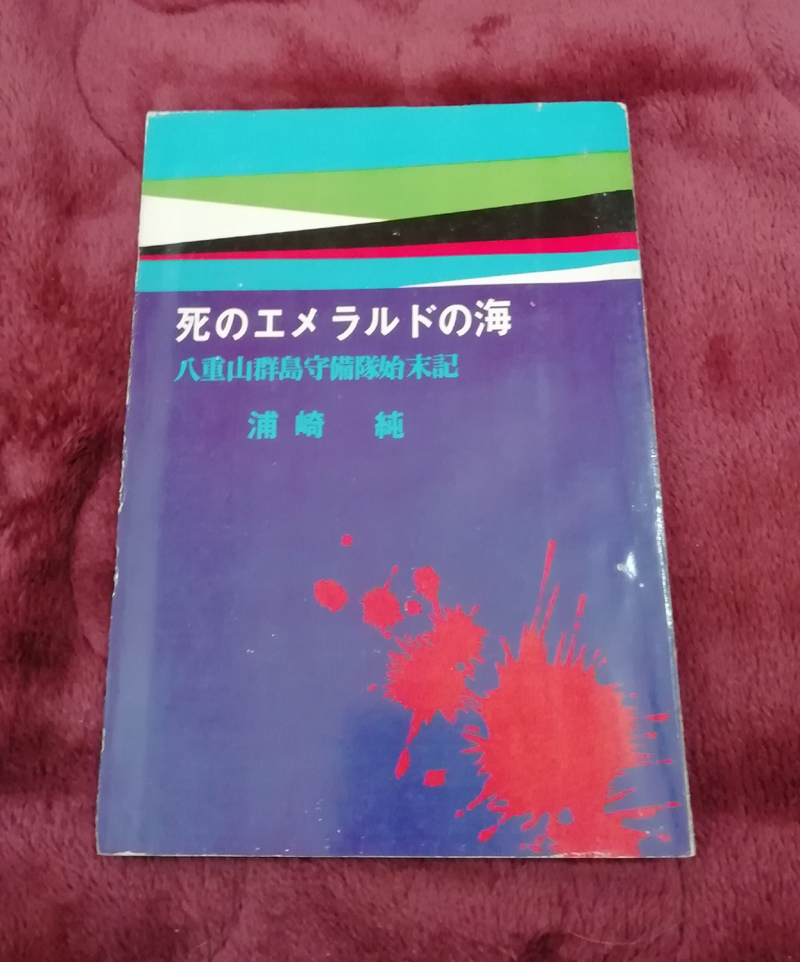 死のエメラルドの海
八重山群島守備隊始末記
浦崎 純